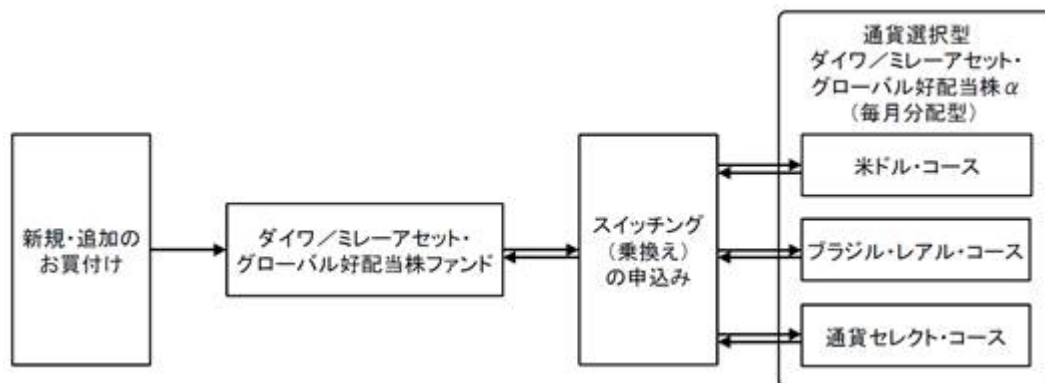 新規・追加の
お買付け
ダイワ／ミレーアセット・
グローバル好配当株ファンド
スイッチング
（乗換え）
の申込み
通貨選択型
ダイワ／ミレーアセット・
グローバル好配当株α
（毎月分配型）
米ドル・コース
ブラジル・レアル・コース
通貨セレクト・コース